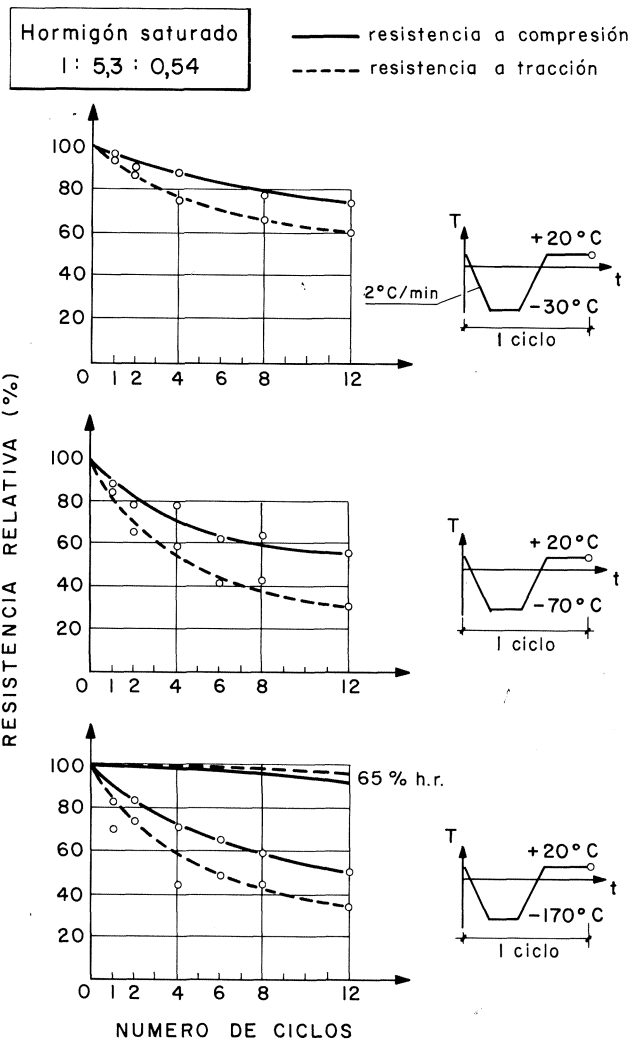 Hormigón saturado
1 : 5,3 : 0,54
resistencia a compresión
resistencia a tracción
RESISTENCIA RELATIVA (%)
100
80
60
40
20
0 1 2 4 6 8 12
T
+20°C
t
2°C/min
-30°C
1 ciclo
100
80
60
40
20
0 1 2 4 6 8 12
T
+20°C
t
-70°C
1 ciclo
100
80
60
40
20
65 % h.r.
0 1 2 4 6 8 12
T
+20°C
t
-170°C
1 ciclo
NUMERO DE CICLOS